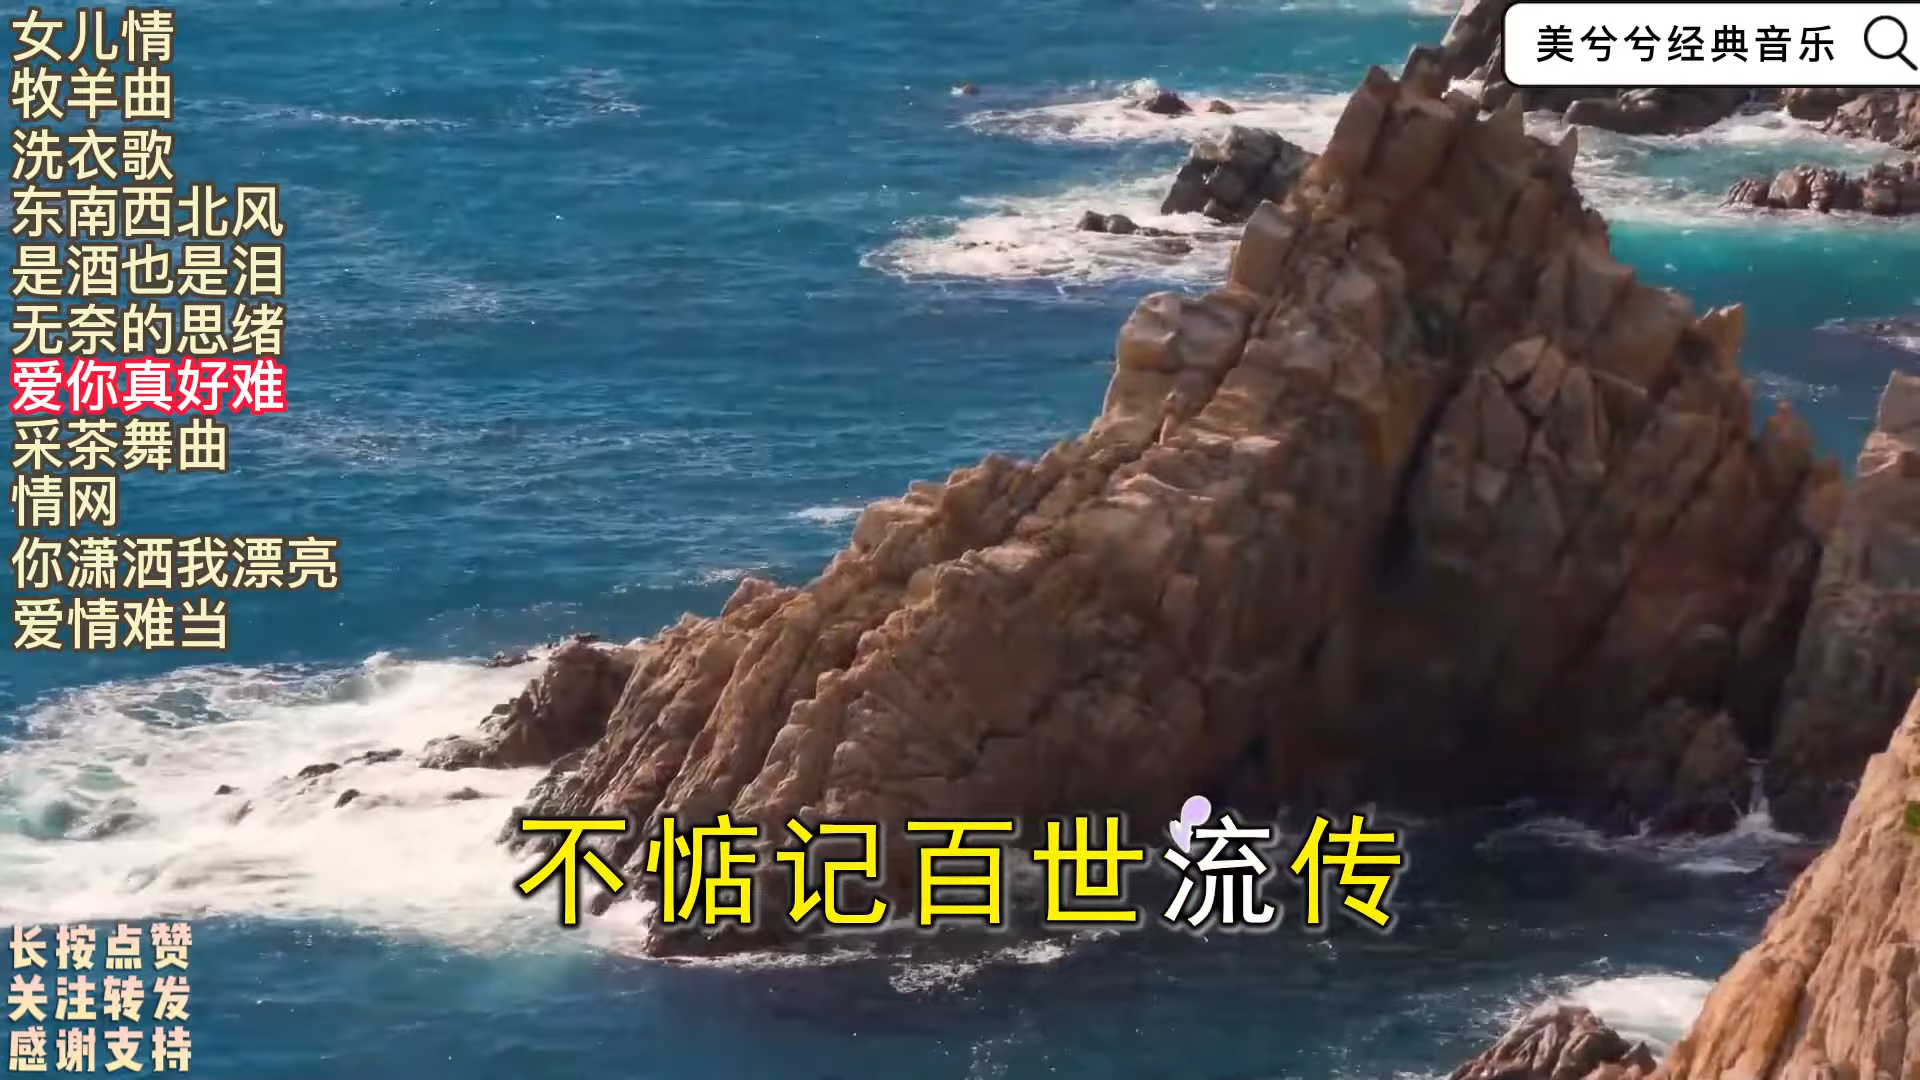 女儿情
牧羊曲
洗衣歌
东南西北风
是酒也是泪
无奈的思绪
爱你真好难
采茶舞曲
情网
你潇洒我漂亮
爱情难当
美兮兮经典音乐
不惦记百世流传
长按点赞
关注转发
感谢支持